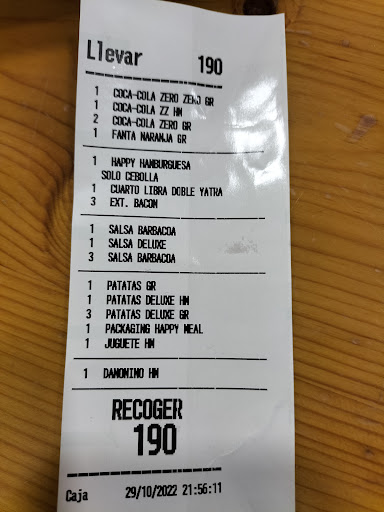 Llevar 190
1 COCA-COLA ZERO ZERO GR
1 COCA-COLA ZZ HM
2 COCA-COLA ZERO GR
1 FANTA NARANJA GR
1 HAPPY HAMBURGUESA
SOLO CEBOLLA
1 CUARTO LIBRA DOBLE YATRA
3 EXT. BACON
1 SALSA BARBACOA
1 SALSA DELUXE
3 SALSA BARBACOA
1 PATATAS GR
1 PATATAS DELUXE HM
3 PATATAS DELUXE GR
1 PACKAGING HAPPY MEAL
1 JUGUETE HM
1 DANONINO HM
RECOGER
190
Caja 29/10/2022 21:56:11